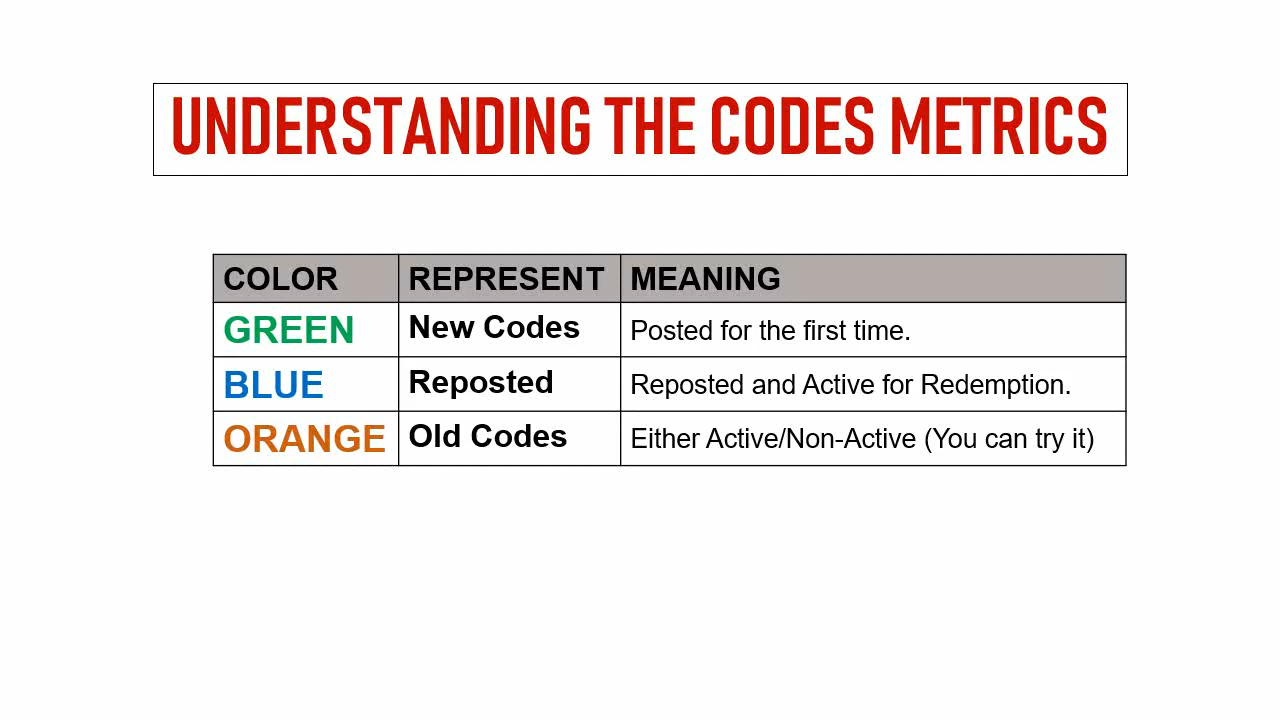 UNDERSTANDING THE CODES METRICS
COLOR REPRESENT MEANING
GREEN New Codes Posted for the first time.
BLUE Reposted Reposted and Active for Redemption.
ORANGE Old Codes Either Active/Non-Active (You can try it)